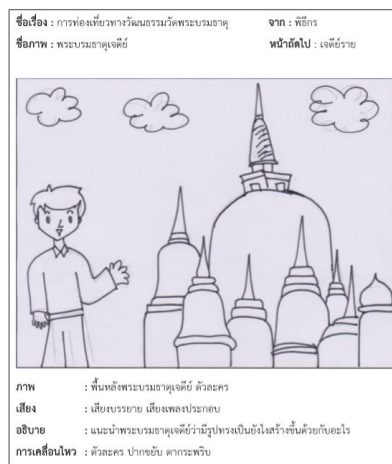 ชื่อเรื่อง : การท่องเที่ยวทางวัฒนธรรมวัดพระบรมธาตุ จาก : พิธีกร
ชื่อภาพ : พระบรมธาตุเจดีย์ หน้าถัดไป : เจดีย์ราย
ภาพ : พื้นหลังพระบรมธาตุเจดีย์ ตัวละคร
เสียง : เสียงบรรยาย เสียงเพลงประกอบ
อธิบาย : แนะนำพระบรมธาตุเจดีย์ว่ามีรูปทรงเป็นยังไงสร้างขึ้นด้วยกับอะไร
การเคลื่อนไหว : ตัวละคร ปากขยับ ตากระพริบ